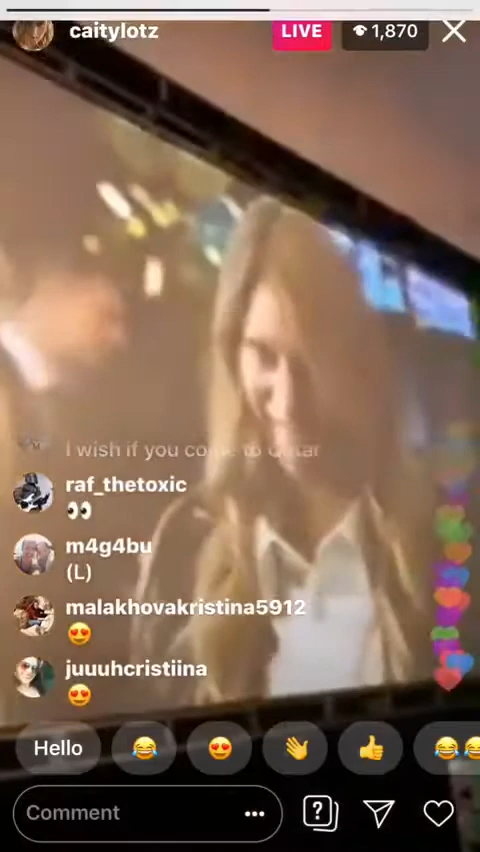 caitylotz
LIVE
1,870
I wish if you come to Qatar
raf_thetoxic
👀
m4g4bu
(L)
malakhovakristina5912
😍
juuuhcristiina
😍
Hello 😂 😍 👋 👍 😂
Comment